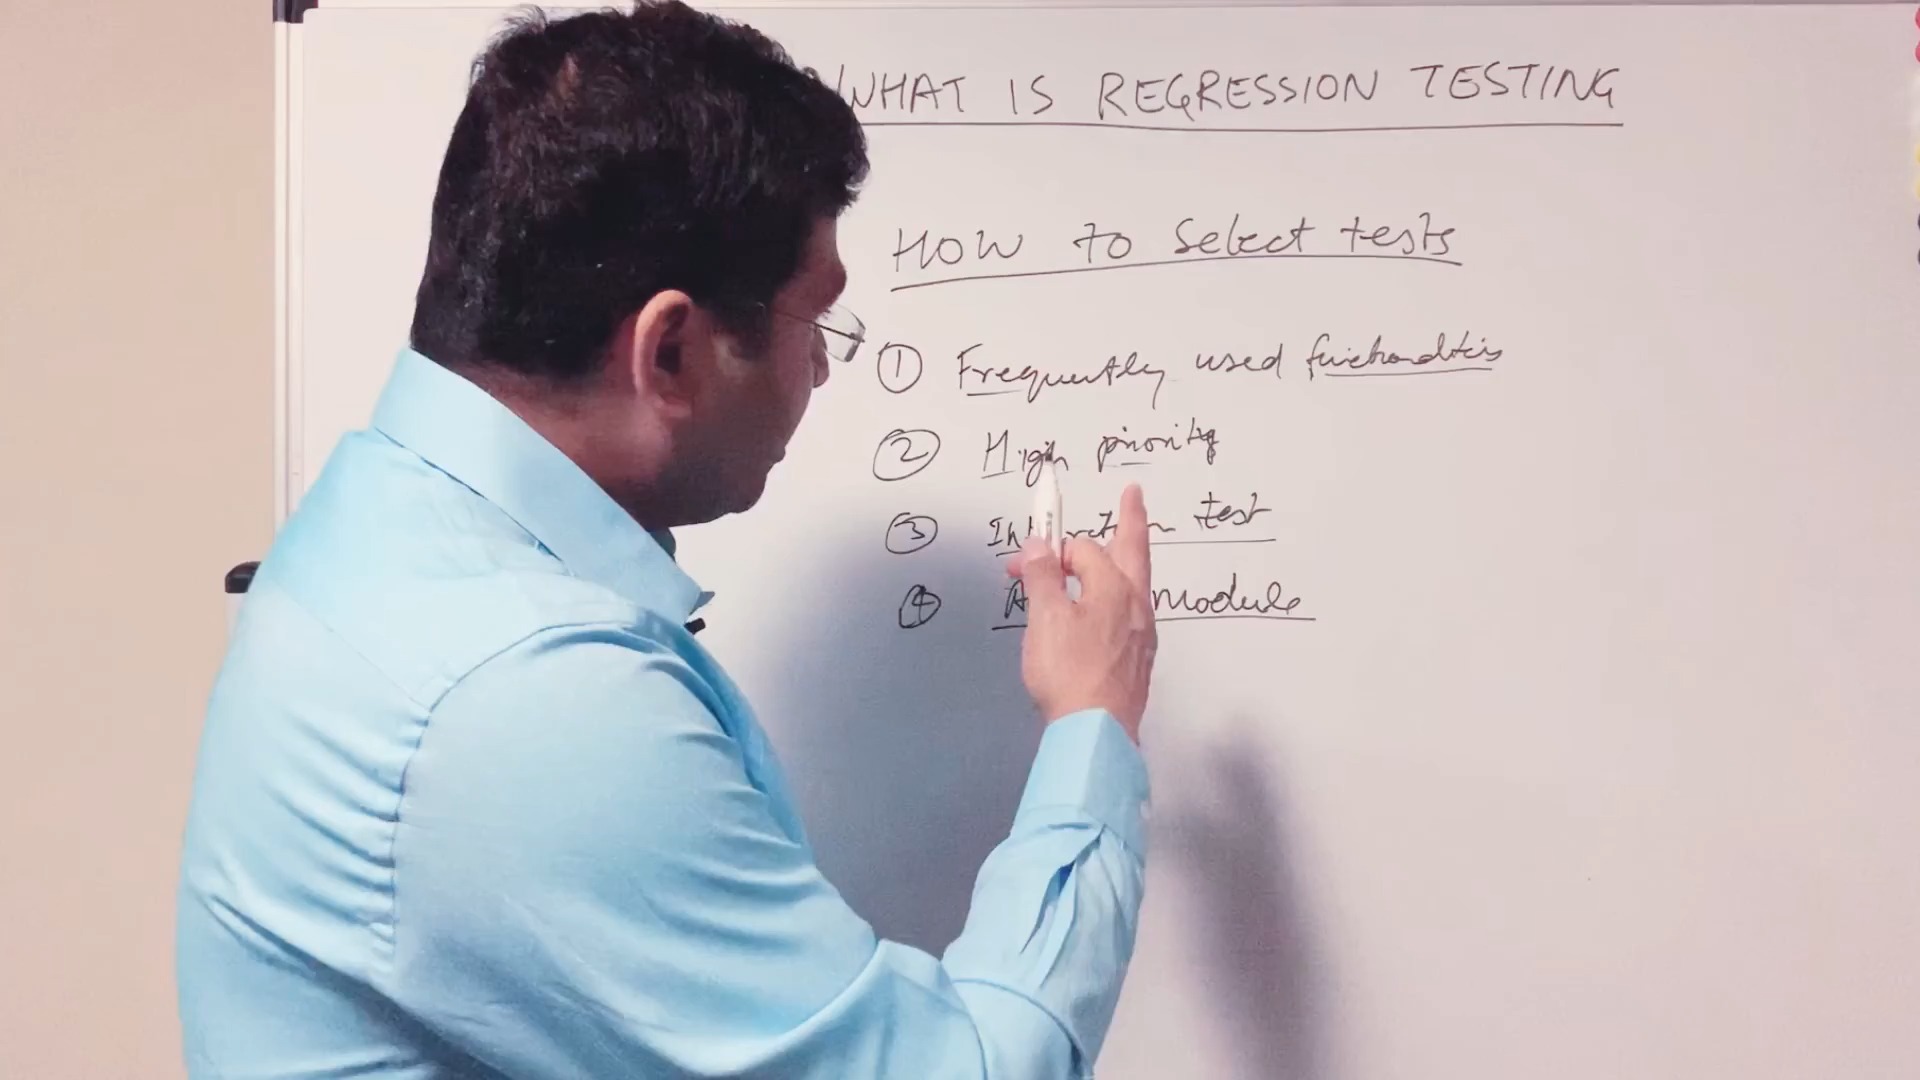 WHAT IS REGRESSION TESTING
HOW TO Select tests
① Frequently used functionalities
② High priority
③ test
④ Module